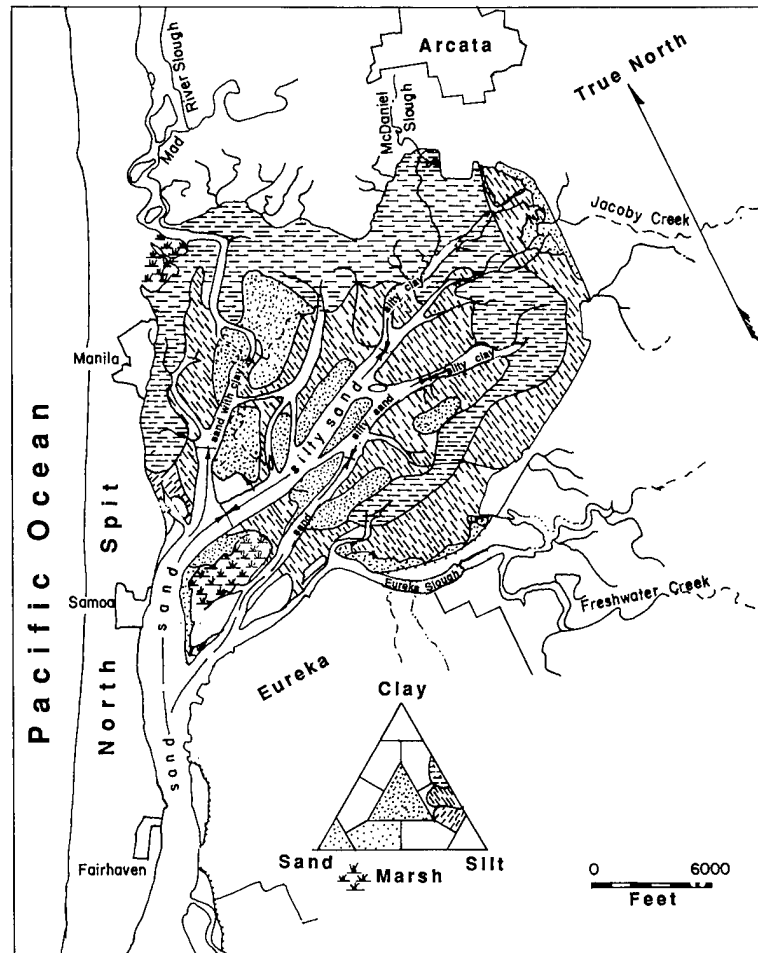 Arcata
True North
Mad River Slough
McDaniel Slough
Jacoby Creek
silty clay
Manila
silty clay
sand with clay
silty sand
silty sand
Pacific Ocean
North Spit
sand
Eureka Slough
Samoa
sand
Freshwater Creek
Eureka
sand
Clay
Sand
Silt
Marsh
Fairhaven
0 6000
Feet